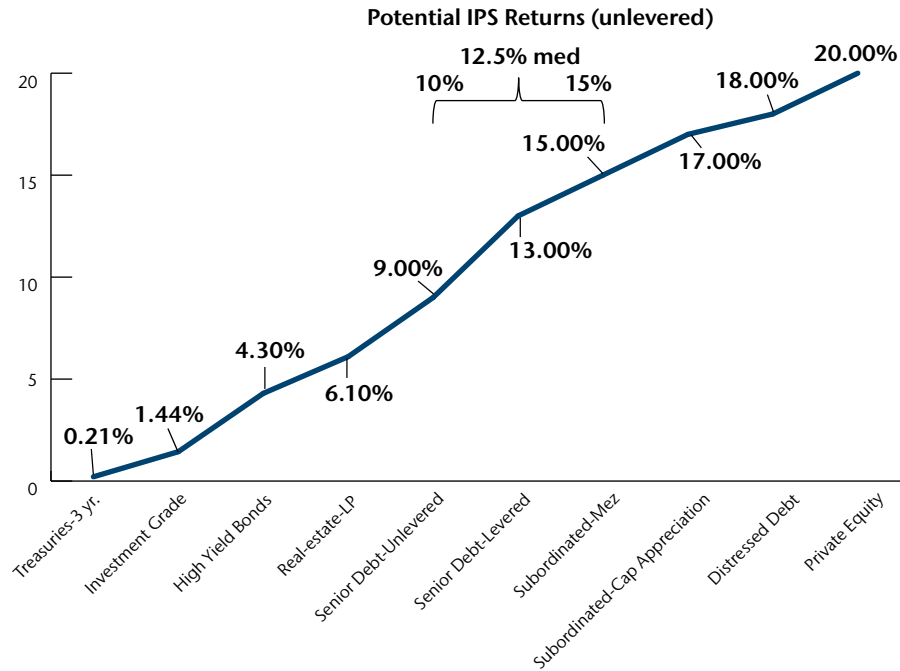 Potential IPS Returns (unlevered)
12.5% med
10%
15%
20
15
10
5
0
0.21%
1.44%
4.30%
6.10%
9.00%
13.00%
15.00%
17.00%
18.00%
20.00%
Treasuries-3 yr.
Investment Grade
High Yield Bonds
Real-estate-LP
Senior Debt-Unlevered
Senior Debt-Levered
Subordinated-Mez
Subordinated-Cap Appreciation
Distressed Debt
Private Equity